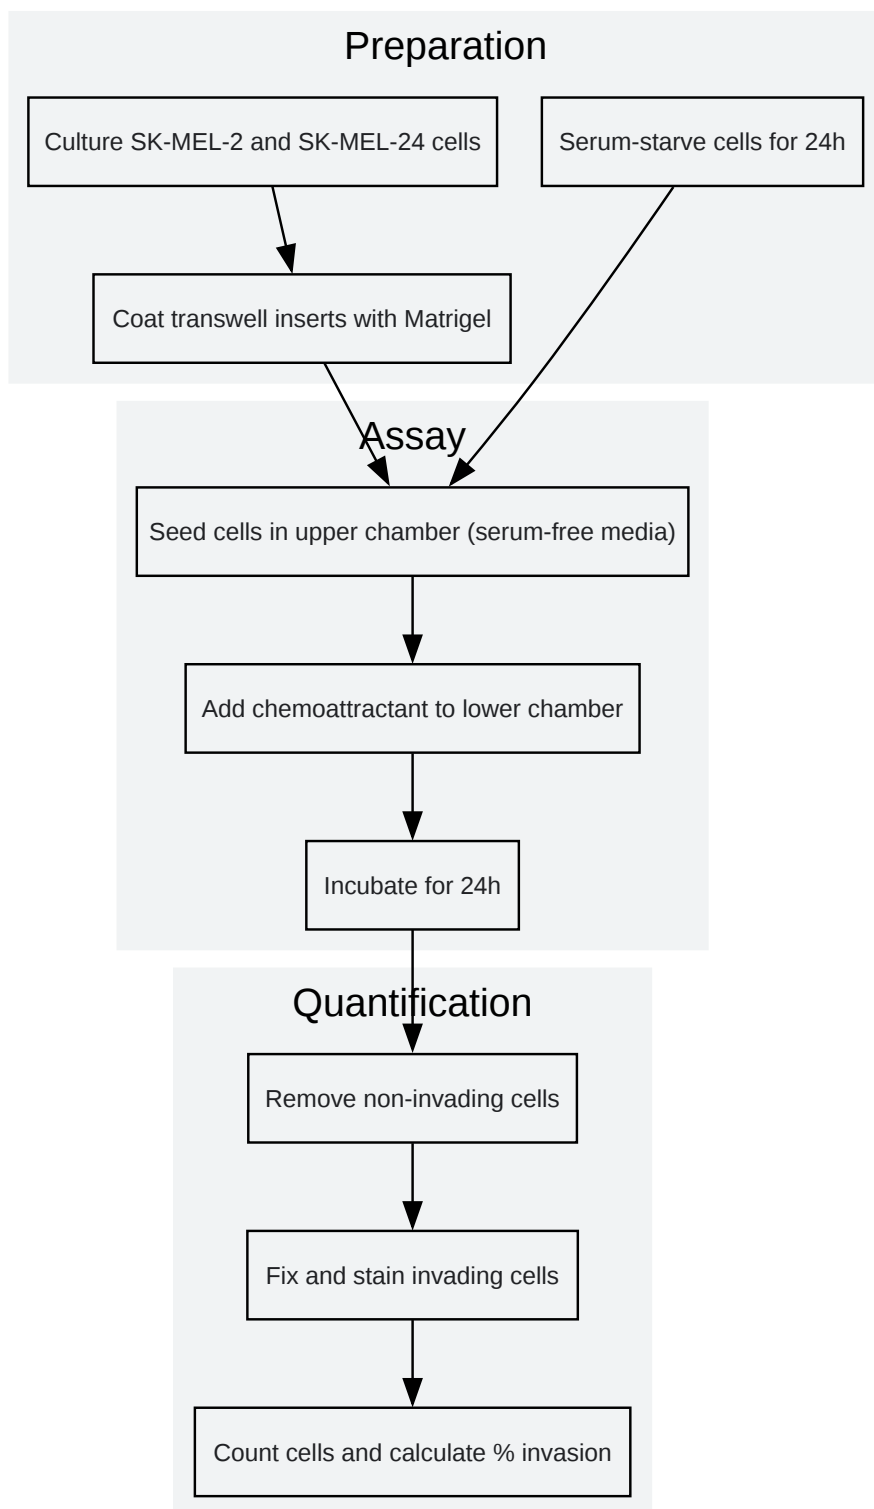 Preparation
Culture SK-MEL-2 and SK-MEL-24 cells
Serum-starve cells for 24h
Coat transwell inserts with Matrigel
Assay
Seed cells in upper chamber (serum-free media)
Add chemoattractant to lower chamber
Incubate for 24h
Quantification
Remove non-invading cells
Fix and stain invading cells
Count cells and calculate % invasion